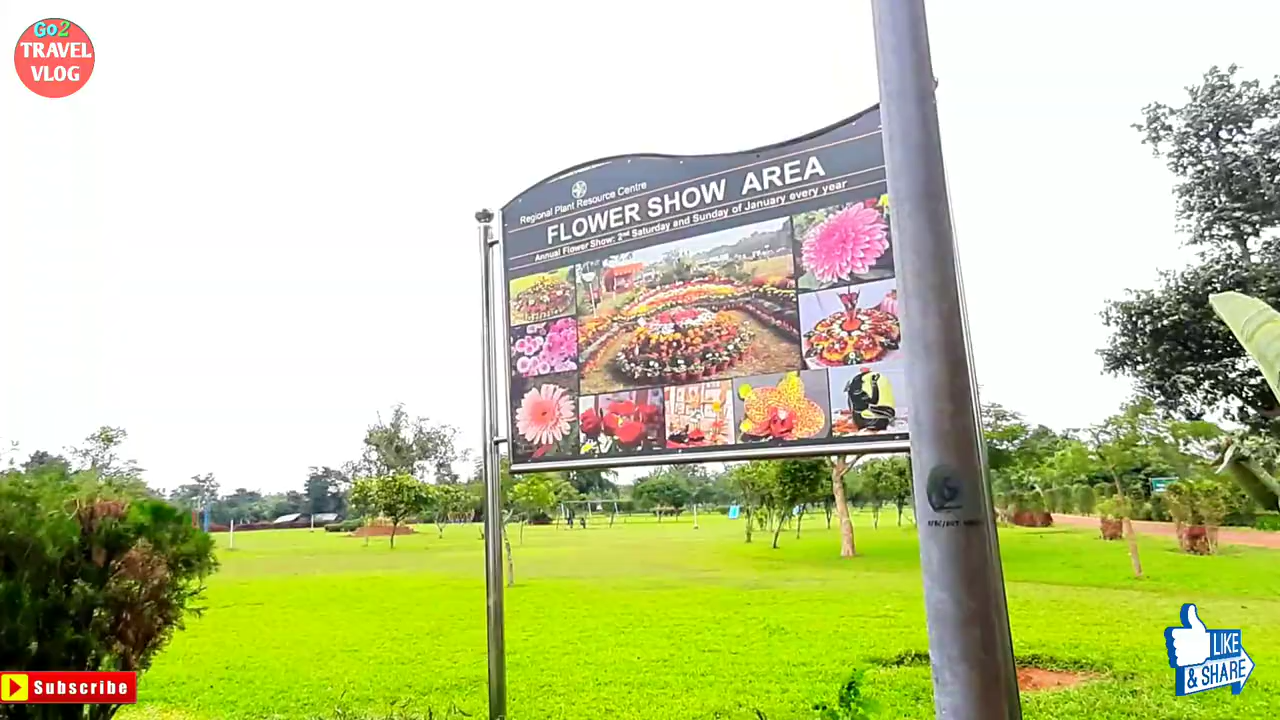 Go2
TRAVEL
VLOG
Regional Plant Resource Centre
FLOWER SHOW AREA
Annual Flower Show: 2nd Saturday and Sunday of January every year
Subscribe
LIKE
& SHARE